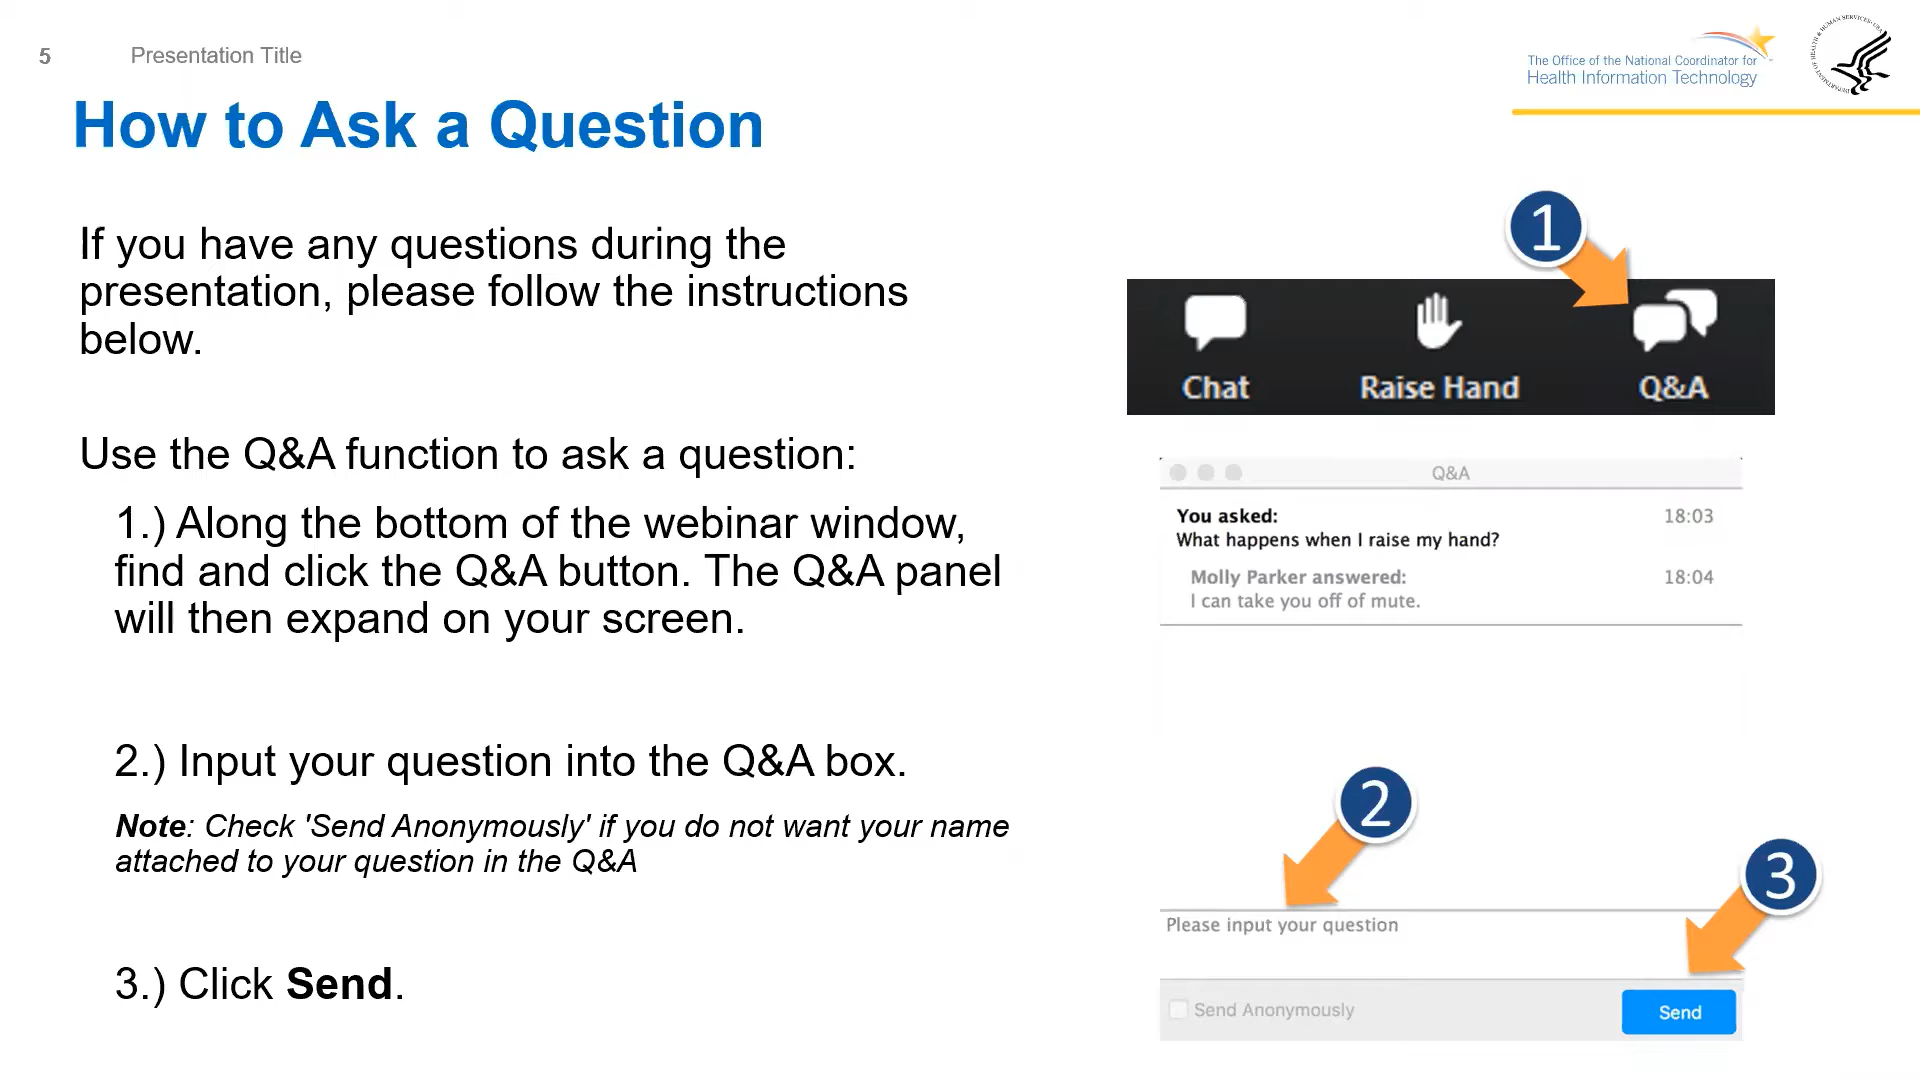 5 Presentation Title
The Office of the National Coordinator for
Health Information Technology
DEPARTMENT OF HEALTH & HUMAN SERVICES · USA
How to Ask a Question
If you have any questions during the
presentation, please follow the instructions
below.
Use the Q&A function to ask a question:
1.) Along the bottom of the webinar window,
find and click the Q&A button. The Q&A panel
will then expand on your screen.
2.) Input your question into the Q&A box.
Note: Check 'Send Anonymously' if you do not want your name
attached to your question in the Q&A
3.) Click Send.
1
Chat Raise Hand Q&A
Q&A
You asked: 18:03
What happens when I raise my hand?
Molly Parker answered: 18:04
I can take you off of mute.
2
3
Please input your question
Send Anonymously Send